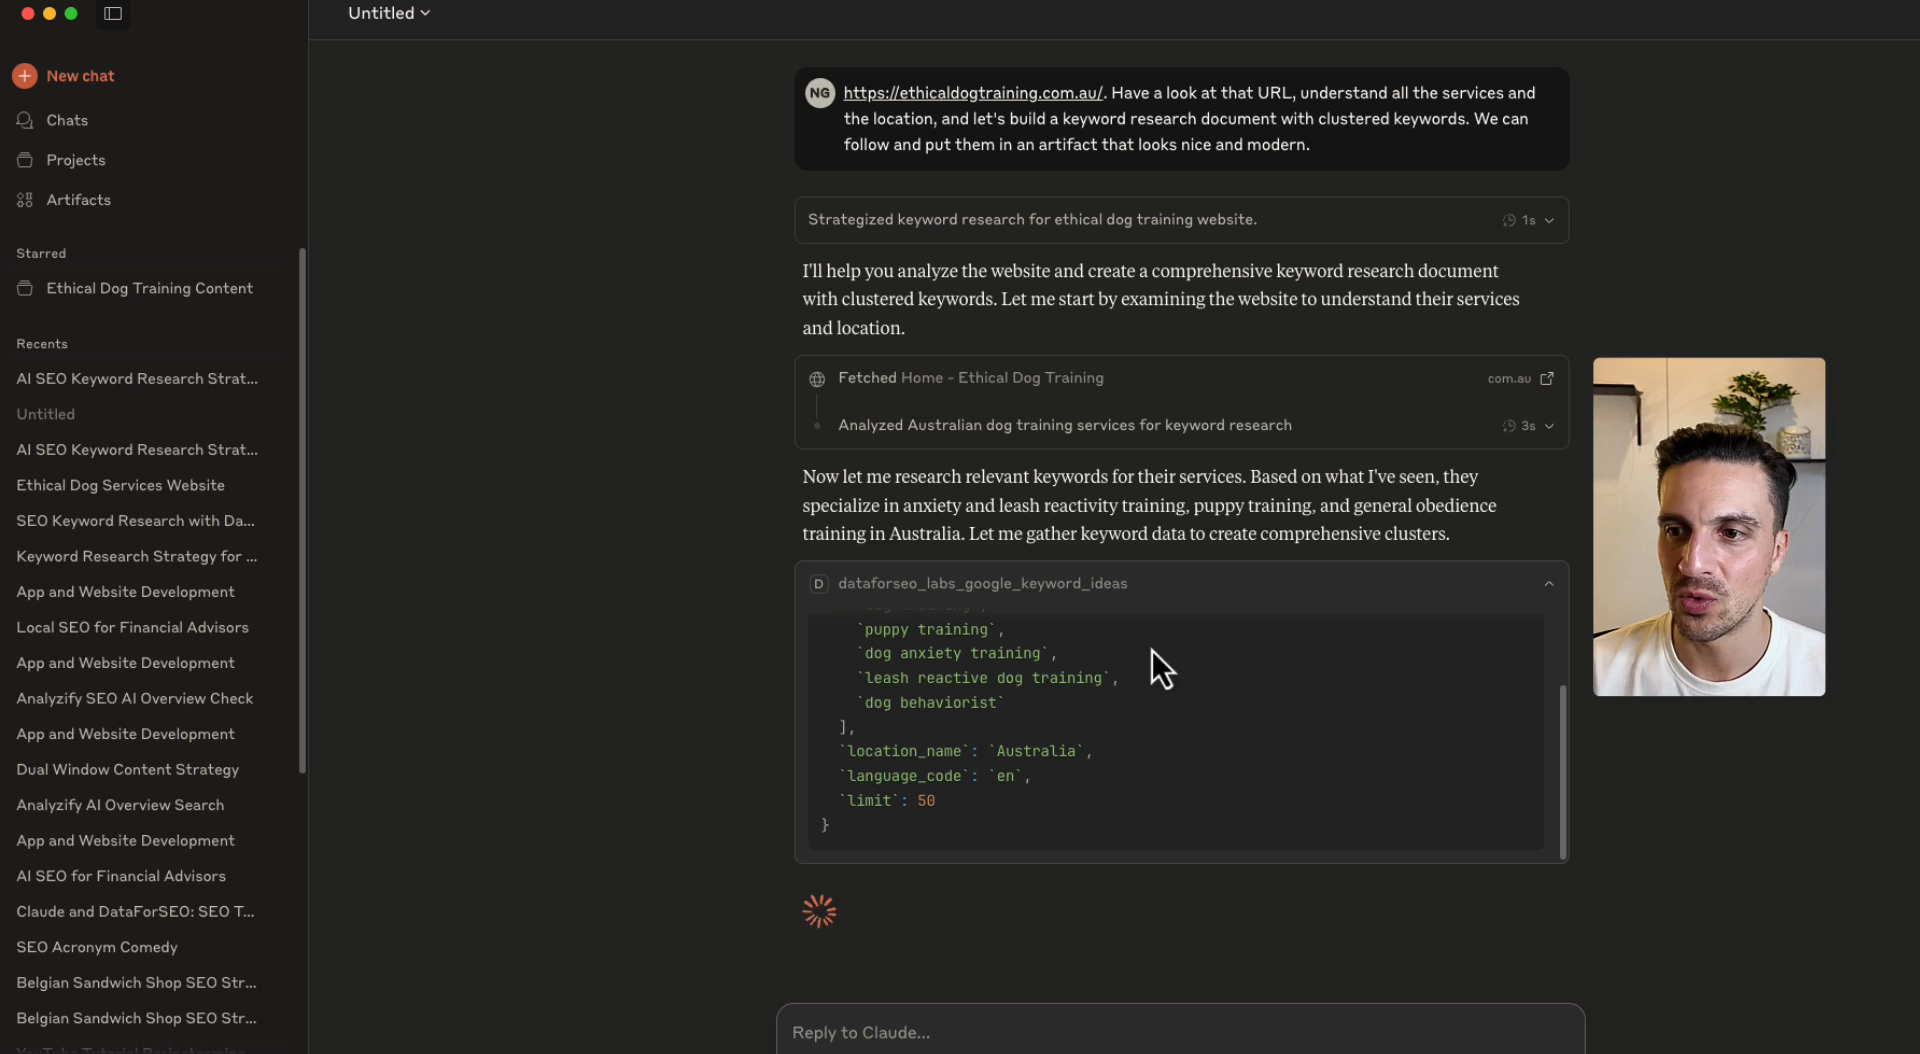 Untitled
New chat
Chats
Projects
Artifacts
Starred
Ethical Dog Training Content
Recents
AI SEO Keyword Research Strat...
Untitled
AI SEO Keyword Research Strat...
Ethical Dog Services Website
SEO Keyword Research with Da...
Keyword Research Strategy for ...
App and Website Development
Local SEO for Financial Advisors
App and Website Development
Analyzify SEO AI Overview Check
App and Website Development
Dual Window Content Strategy
Analyzify AI Overview Search
App and Website Development
AI SEO for Financial Advisors
Claude and DataForSEO: SEO T...
SEO Acronym Comedy
Belgian Sandwich Shop SEO Str...
Belgian Sandwich Shop SEO Str...
NG
https://ethicaldogtraining.com.au/. Have a look at that URL, understand all the services and
the location, and let's build a keyword research document with clustered keywords. We can
follow and put them in an artifact that looks nice and modern.
Strategized keyword research for ethical dog training website. 1s
I'll help you analyze the website and create a comprehensive keyword research document
with clustered keywords. Let me start by examining the website to understand their services
and location.
Fetched Home - Ethical Dog Training com.au
Analyzed Australian dog training services for keyword research 3s
Now let me research relevant keywords for their services. Based on what I've seen, they
specialize in anxiety and leash reactivity training, puppy training, and general obedience
training in Australia. Let me gather keyword data to create comprehensive clusters.
D dataforseo_labs_google_keyword_ideas
`puppy training`,
`dog anxiety training`,
`leash reactive dog training`,
`dog behaviorist`
],
`location_name`: `Australia`,
`language_code`: `en`,
`limit`: 50
}
Reply to Claude...